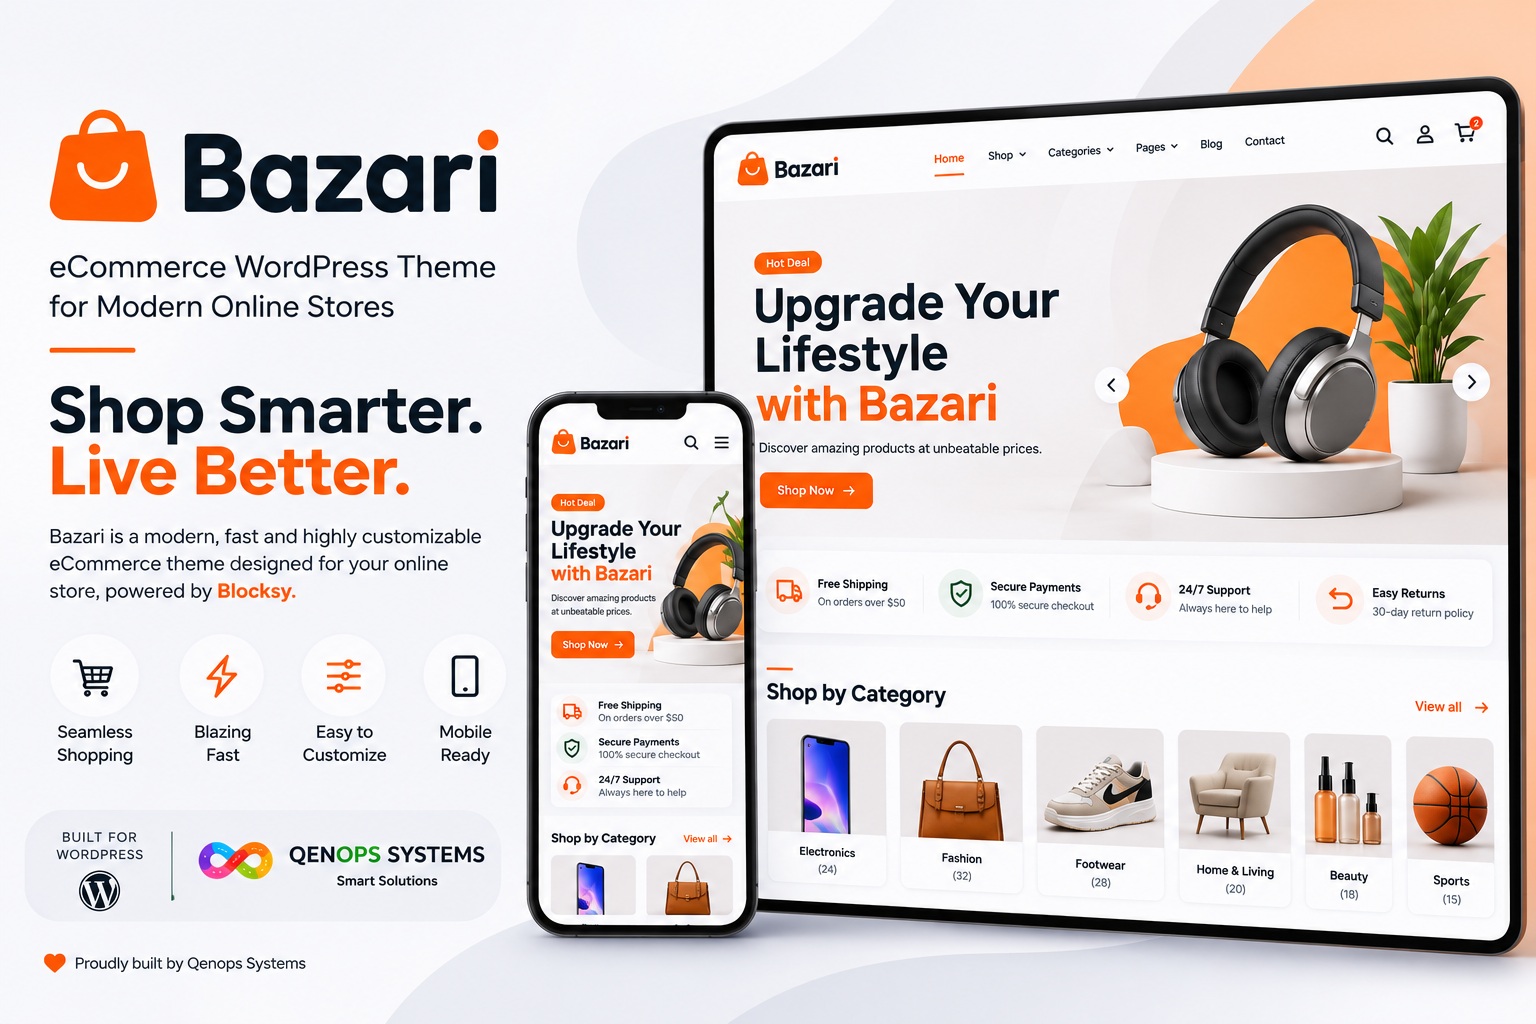 Bazari
eCommerce WordPress Theme
for Modern Online Stores
Shop Smarter.
Live Better.
Bazari is a modern, fast and highly customizable
eCommerce theme designed for your online
store, powered by Blocksy.
Seamless
Shopping
Blazing
Fast
Easy to
Customize
Mobile
Ready
BUILT FOR
WORDPRESS
QENOPS SYSTEMS
Smart Solutions
Proudly built by Qenops Systems
Bazari
Hot Deal
Upgrade Your
Lifestyle
with Bazari
Discover amazing products
at unbeatable prices.
Shop Now
Free Shipping
On orders over $50
Secure Payments
100% secure checkout
24/7 Support
Always here to help
Shop by Category
View all
Bazari
Home
Shop
Categories
Pages
Blog
Contact
2
Hot Deal
Upgrade Your
Lifestyle
with Bazari
Discover amazing products at unbeatable prices.
Shop Now
Free Shipping
On orders over $50
Secure Payments
100% secure checkout
24/7 Support
Always here to help
Easy Returns
30-day return policy
Shop by Category
View all
Electronics
(24)
Fashion
(32)
Footwear
(28)
Home & Living
(20)
Beauty
(18)
Sports
(15)